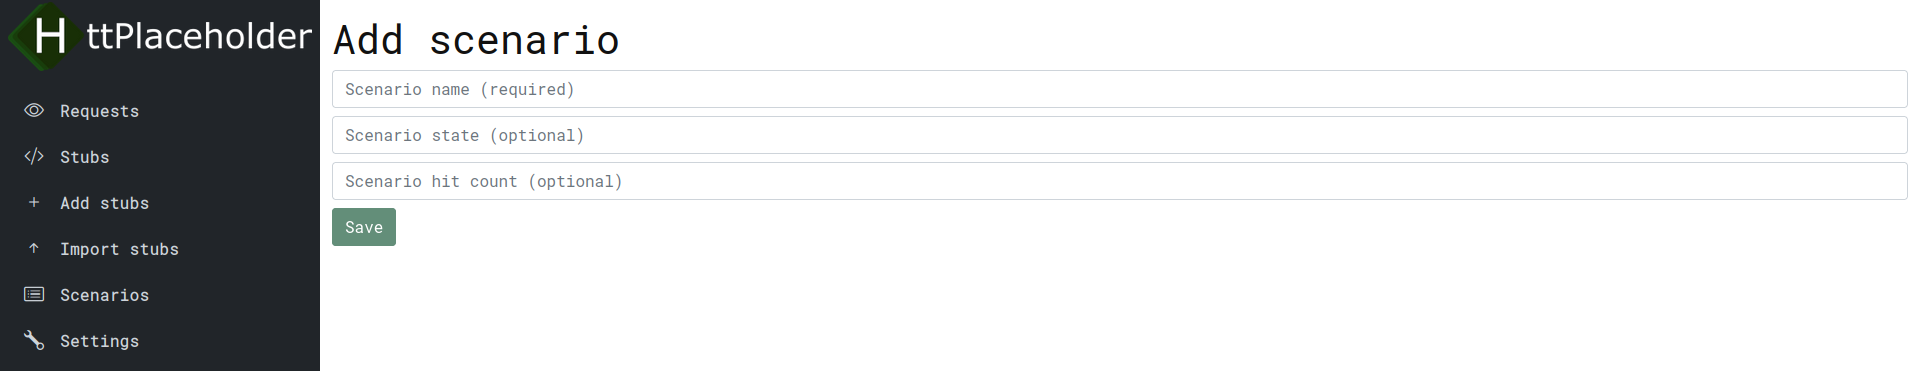 HttPlaceholder
Requests
Stubs
Add stubs
Import stubs
Scenarios
Settings
Add scenario
Scenario name (required)
Scenario state (optional)
Scenario hit count (optional)
Save